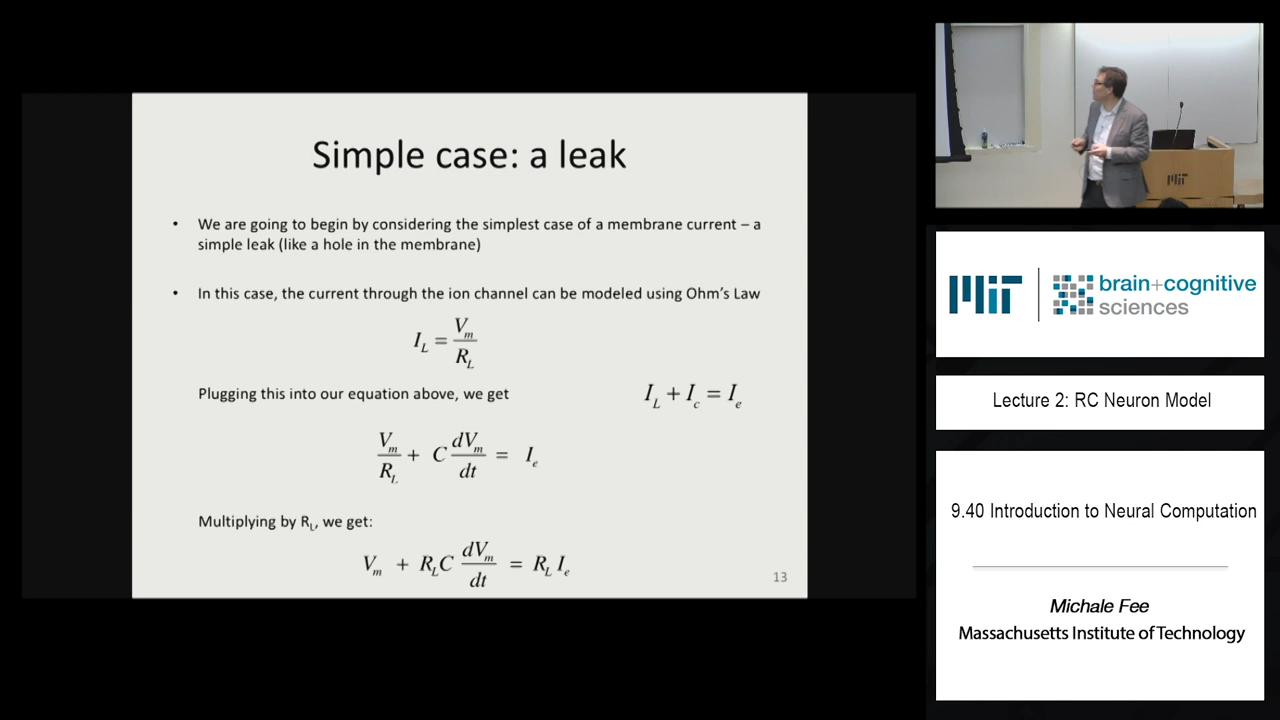 Simple case: a leak
• We are going to begin by considering the simplest case of a membrane current – a
simple leak (like a hole in the membrane)
• In this case, the current through the ion channel can be modeled using Ohm's Law
I_L = V_m / R_L
Plugging this into our equation above, we get
I_L + I_c = I_e
V_m / R_L + C dV_m / dt = I_e
Multiplying by R_L, we get:
V_m + R_L C dV_m / dt = R_L I_e
13
MIT
MIT
brain+cognitive
sciences
Lecture 2: RC Neuron Model
9.40 Introduction to Neural Computation
Michale Fee
Massachusetts Institute of Technology